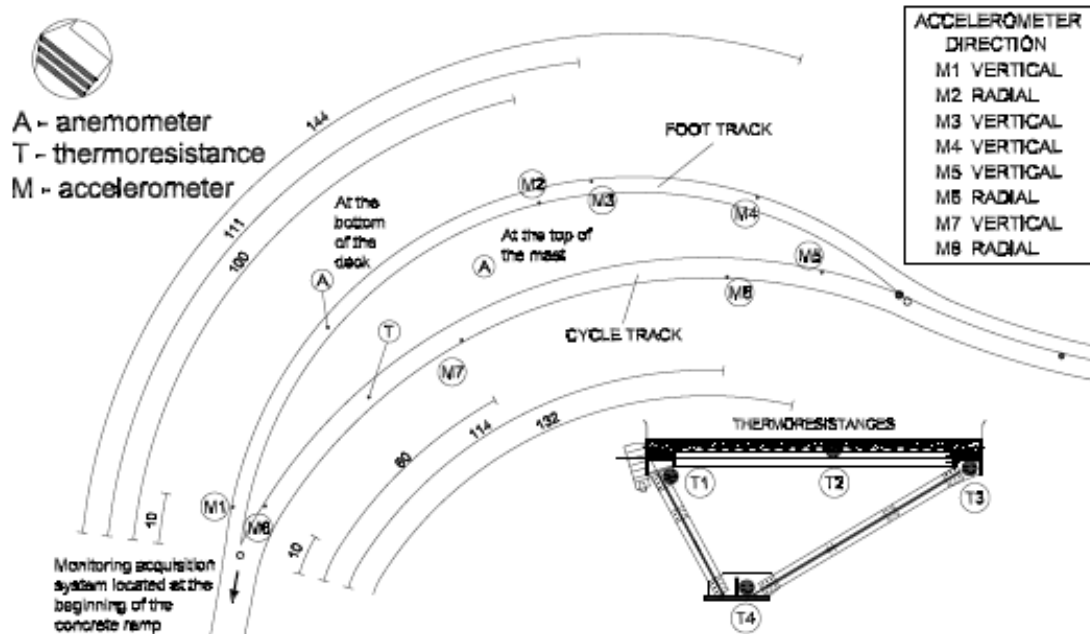 A - anemometer
T - thermoresistance
M - accelerometer
ACCELEROMETER
DIRECTION
M1 VERTICAL
M2 RADIAL
M3 VERTICAL
M4 VERTICAL
M5 VERTICAL
M6 RADIAL
M7 VERTICAL
M8 RADIAL
144
111
100
10
FOOT TRACK
M2
M3
M4
At the
bottom
of the
deck
A
At the top of
the mast
A
T
M5
M6
CYCLE TRACK
M7
M1
M8
60
114
132
10
Monitoring acquisition
system located at the
beginning of the
concrete ramp
THERMORESISTANCES
T1
T2
T3
T4